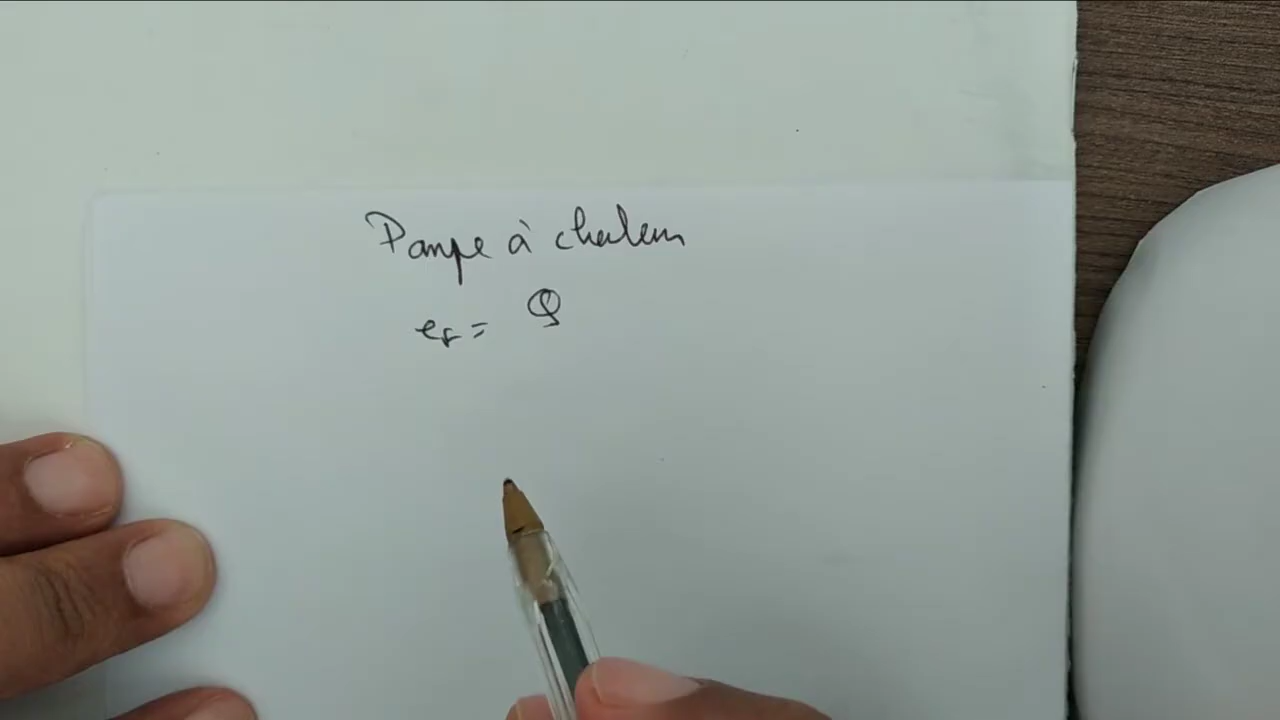 Pompe à chaleur
ef = Q